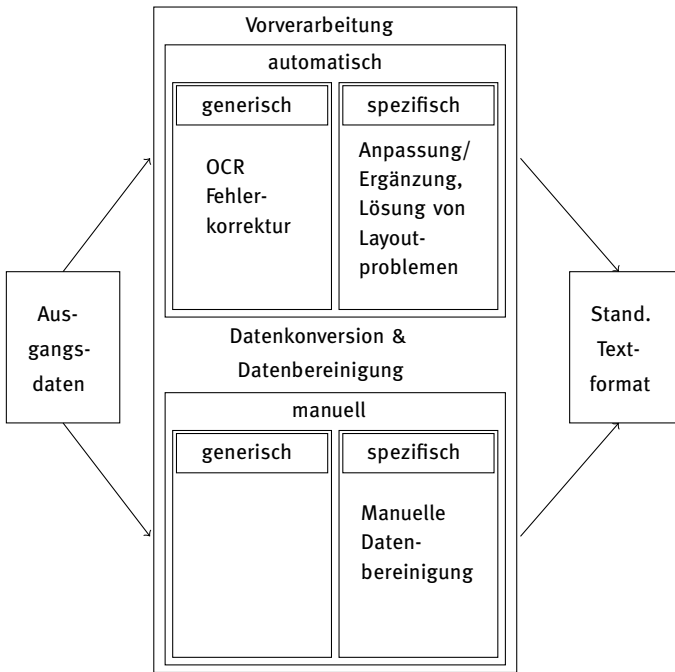 Vorverarbeitung
automatisch
generisch
OCR
Fehler-
korrektur
spezifisch
Anpassung/
Ergänzung,
Lösung von
Layout-
problemen
Aus-
gangs-
daten
Datenkonversion &
Datenbereinigung
Stand.
Text-
format
manuell
generisch
spezifisch
Manuelle
Daten-
bereinigung